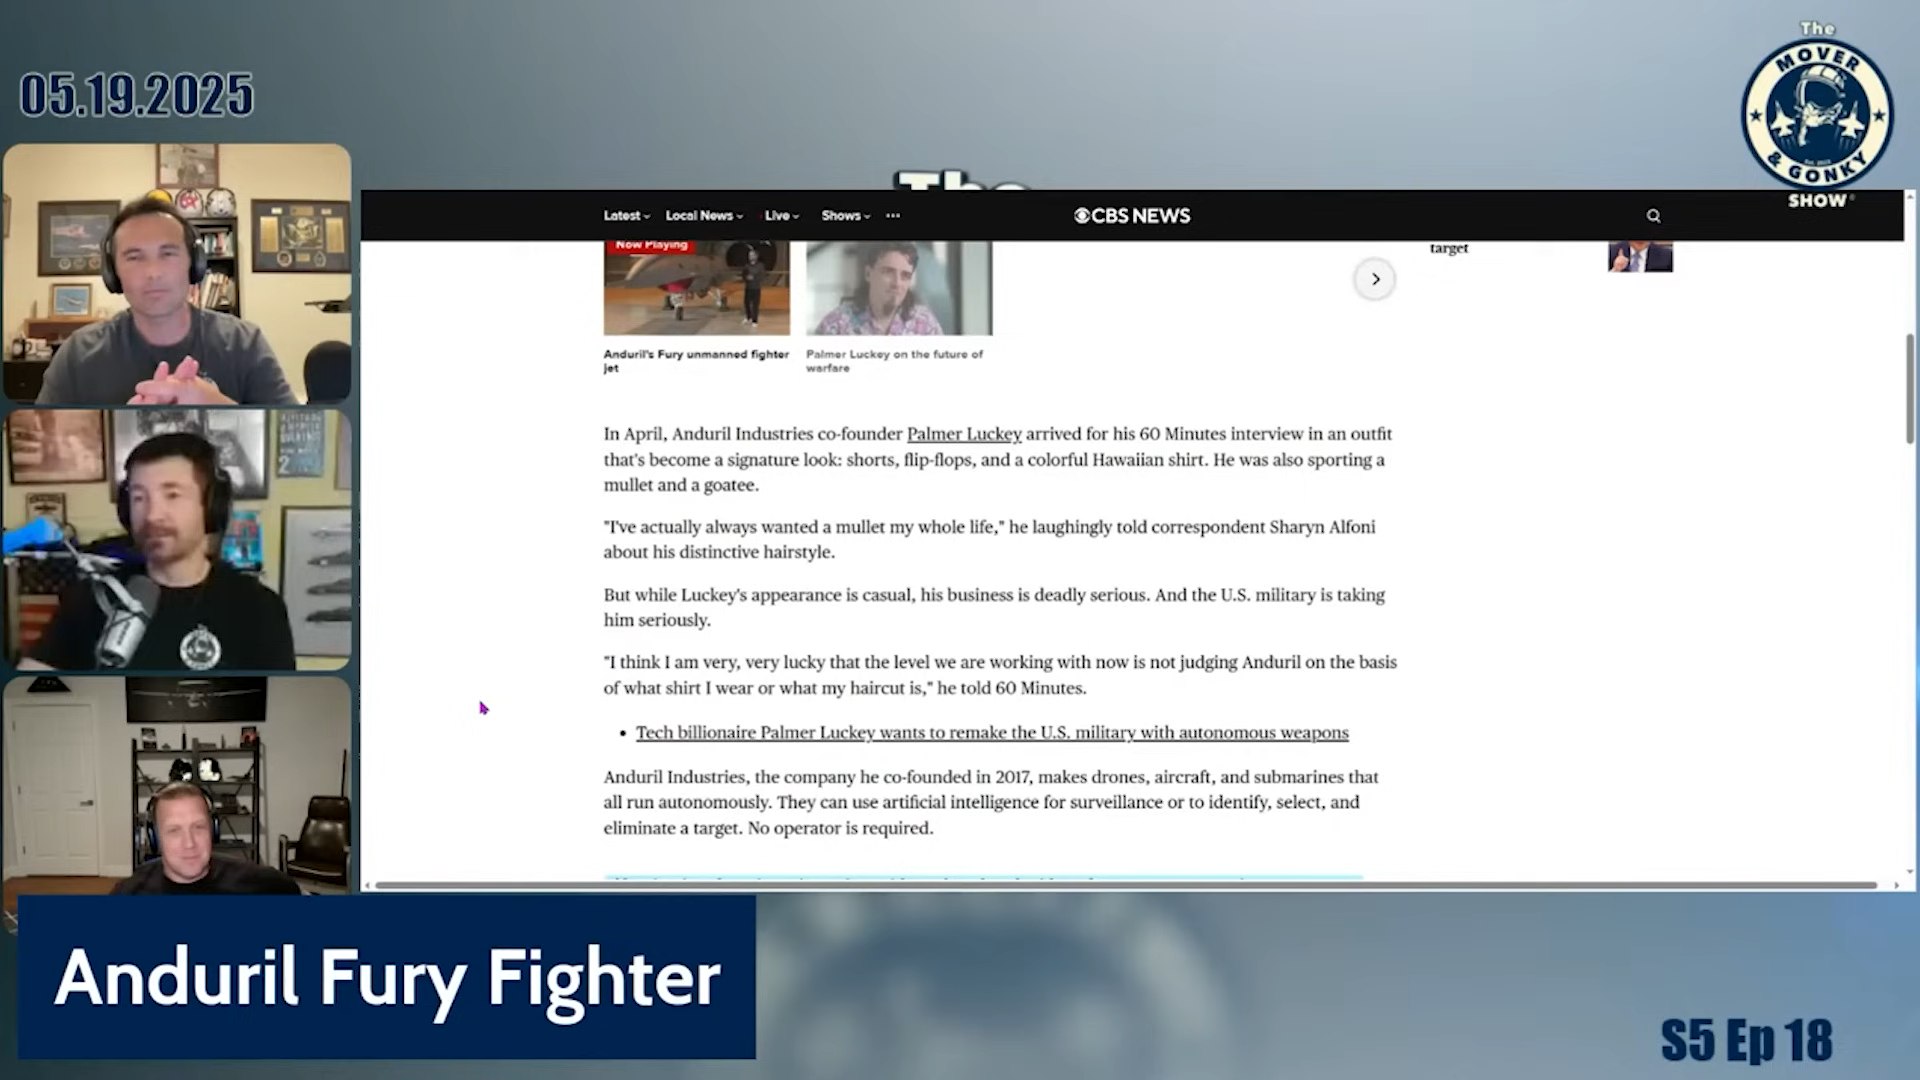 05.19.2025
The
MOVER
& GONKY
SHOW
The
Latest
Local News
Live
Shows
CBS NEWS
Now Playing
target
Anduril's Fury unmanned fighter
jet
Palmer Luckey on the future of
warfare
In April, Anduril Industries co-founder Palmer Luckey arrived for his 60 Minutes interview in an outfit
that's become a signature look: shorts, flip-flops, and a colorful Hawaiian shirt. He was also sporting a
mullet and a goatee.
"I've actually always wanted a mullet my whole life," he laughingly told correspondent Sharyn Alfoni
about his distinctive hairstyle.
But while Luckey's appearance is casual, his business is deadly serious. And the U.S. military is taking
him seriously.
"I think I am very, very lucky that the level we are working with now is not judging Anduril on the basis
of what shirt I wear or what my haircut is," he told 60 Minutes.
• Tech billionaire Palmer Luckey wants to remake the U.S. military with autonomous weapons
Anduril Industries, the company he co-founded in 2017, makes drones, aircraft, and submarines that
all run autonomously. They can use artificial intelligence for surveillance or to identify, select, and
eliminate a target. No operator is required.
Anduril Fury Fighter
S5 Ep 18